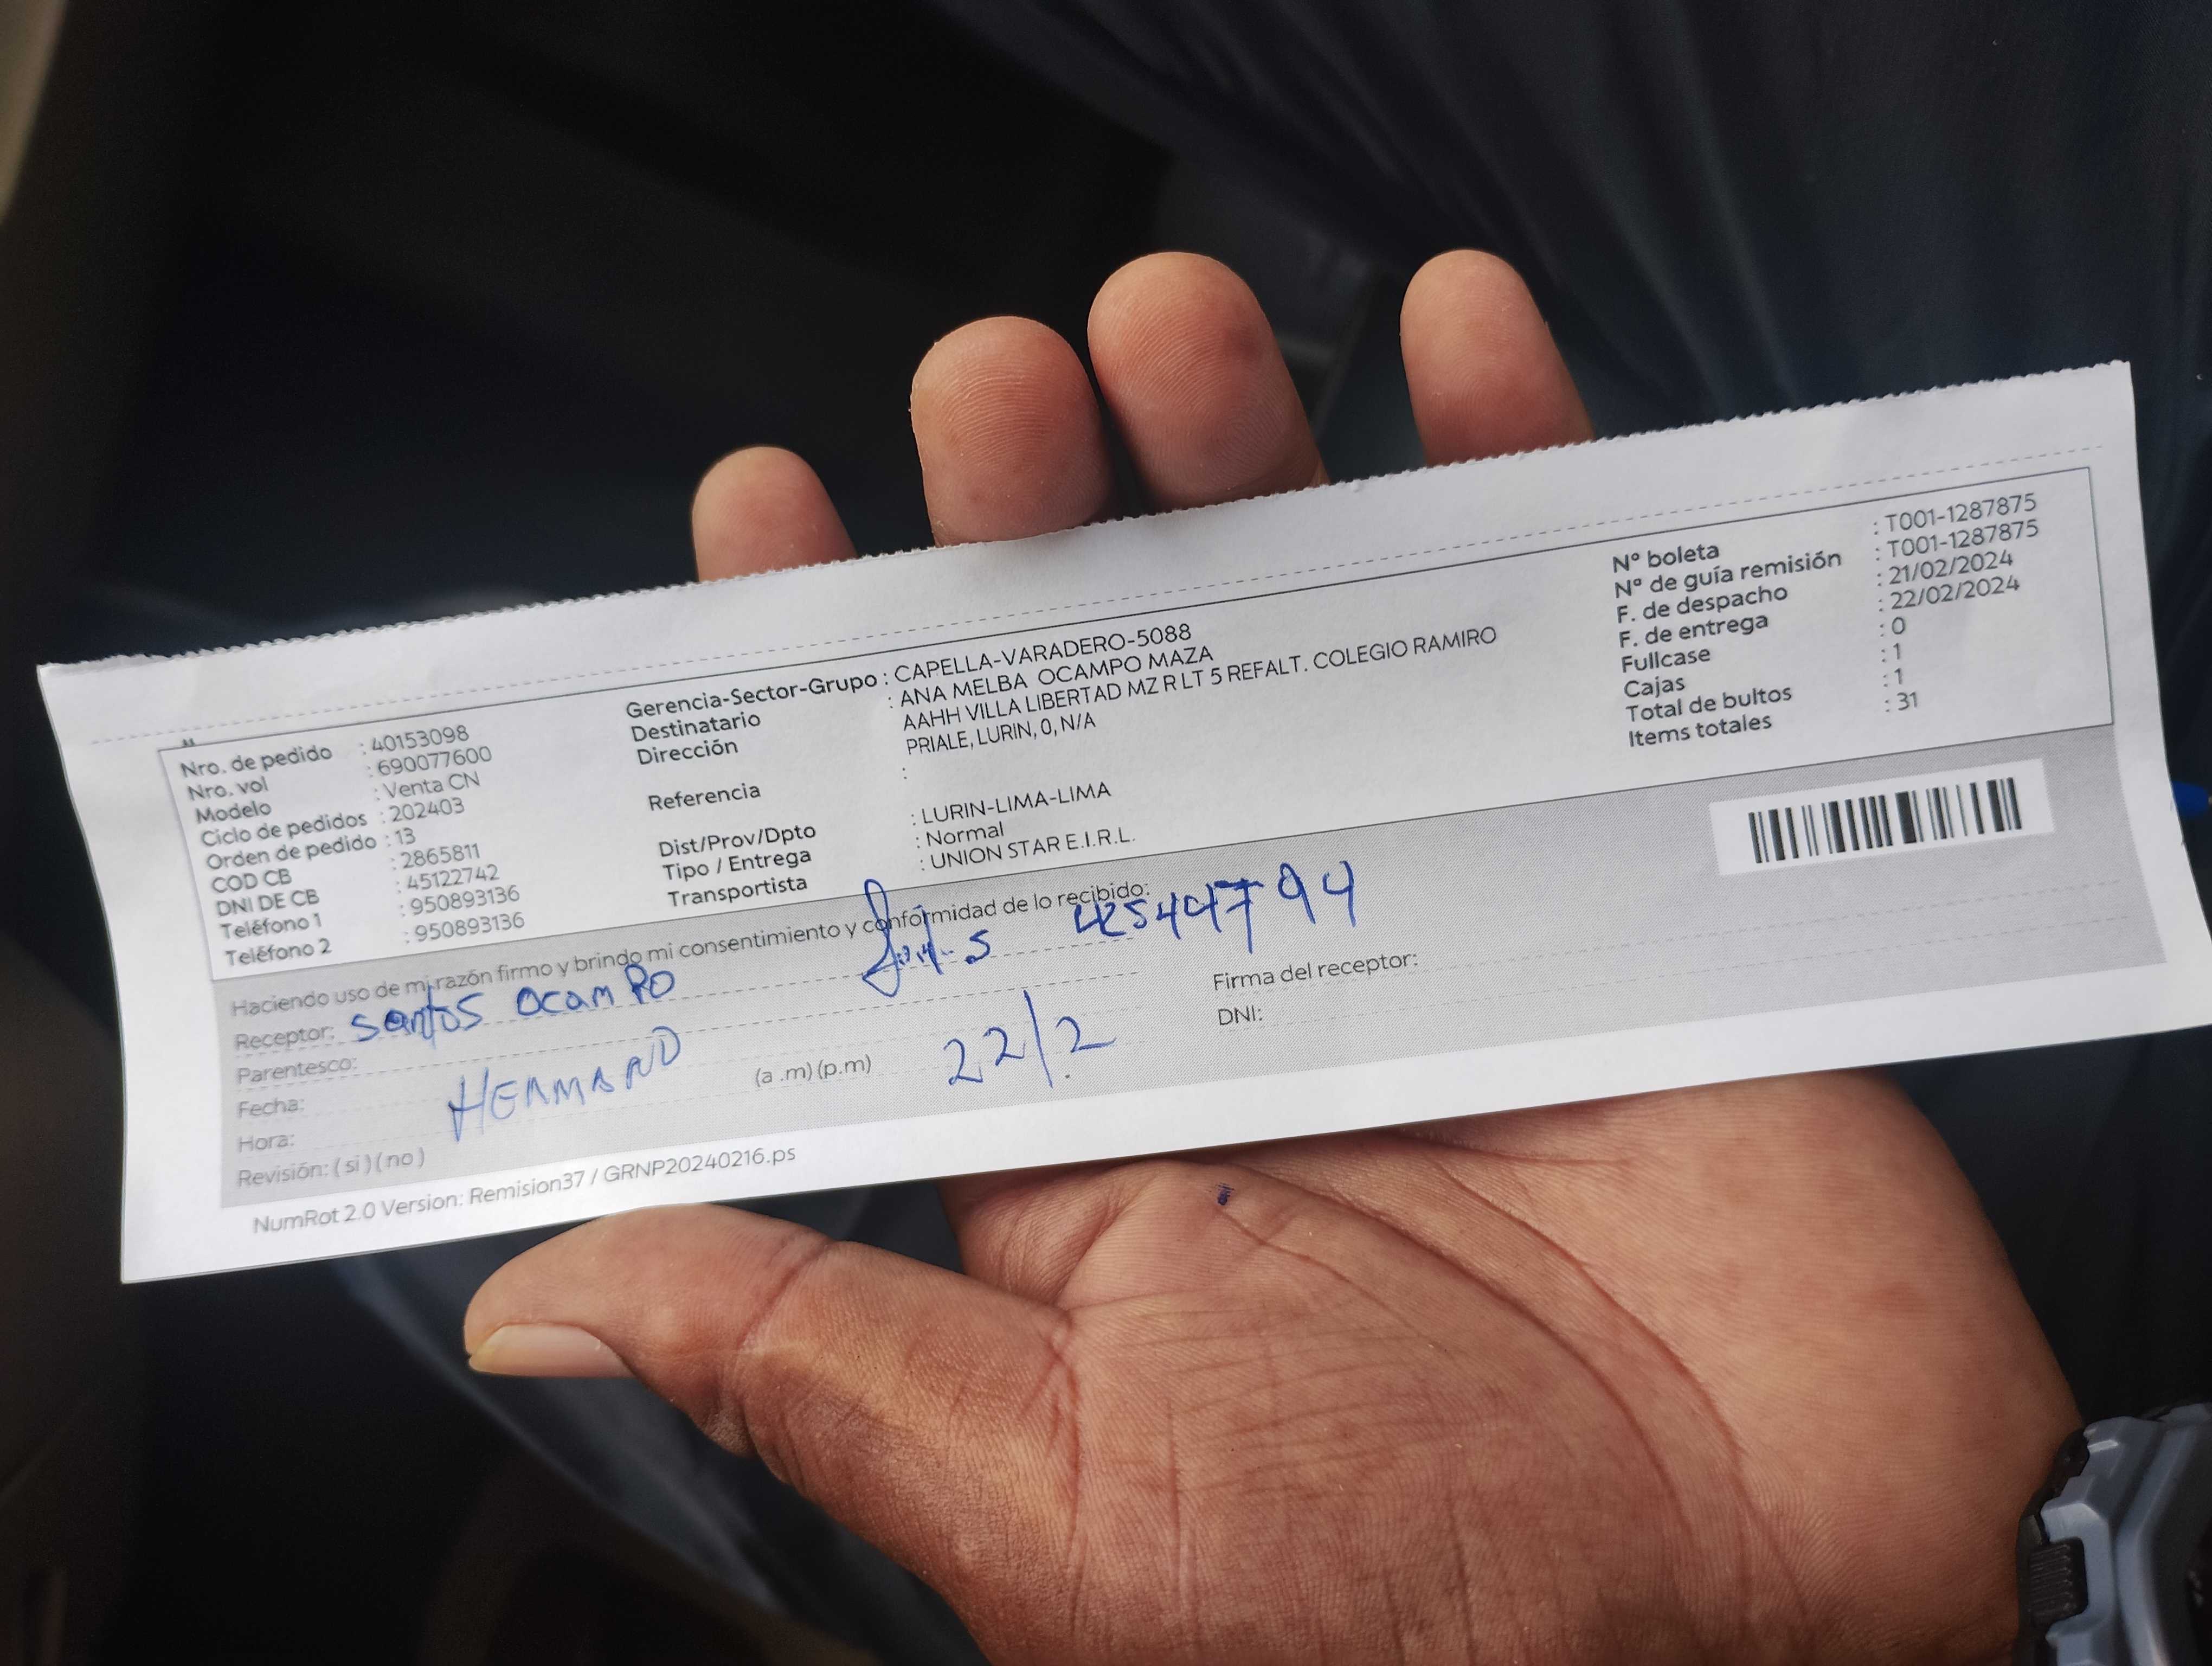 Nro. de pedido : 40153098
Nro. vol : 690077600
Modelo : Venta CN
Ciclo de pedidos : 202403
Orden de pedido : 13
COD CB : 2865811
DNI DE CB : 45122742
Teléfono 1 : 950893136
Teléfono 2 : 950893136
Gerencia-Sector-Grupo : CAPELLA-VARADERO-5088
Destinatario : ANA MELBA OCAMPO MAZA
Dirección : AAHH VILLA LIBERTAD MZ R LT 5 REFALT. COLEGIO RAMIRO
PRIALE, LURIN, 0, N/A
Referencia :
Dist/Prov/Dpto : LURIN-LIMA-LIMA
Tipo / Entrega : Normal
Transportista : UNION STAR E.I.R.L.
N° boleta : T001-1287875
N° de guía remisión : T001-1287875
F. de despacho : 21/02/2024
F. de entrega : 22/02/2024
Fullcase : 0
Cajas : 1
Total de bultos : 1
Items totales : 31
Haciendo uso de mi razón firmo y brindo mi consentimiento y conformidad de lo recibido:
Receptor: santos ocamPO
Parentesco:
HERMANO
Fecha:
22/2
Hora: (a .m) (p.m)
Revisión: ( si ) ( no )
Firma del receptor:
DNI:
NumRot 2.0 Version: Remision37 / GRNP20240216.ps